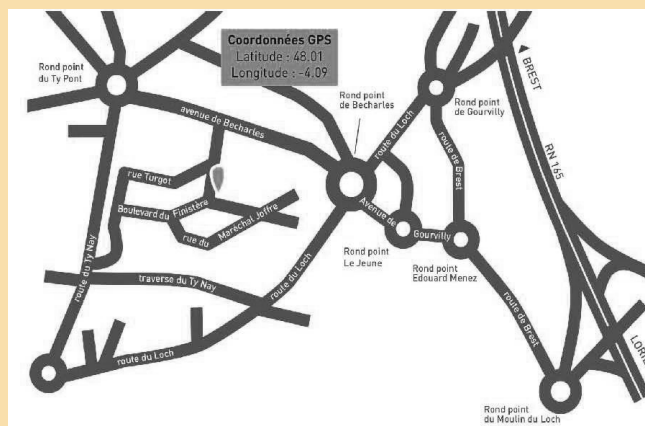 Coordonnées GPS
Latitude : 48.01
Longitude : -4.09
Rond point
du Ty Pont
Rond point
de Becharles
Rond point
de Gourvilly
BREST
RN 165
avenue de Becharles
route du Loch
route de Brest
rue Turgot
Boulevard du Finistère
rue du Maréchal Joffre
Avenue de Gourvilly
Rond point
Le Jeune
Rond point
Edouard Menez
route du Ty Nay
traverse du Ty Nay
route du Loch
route de Brest
route du Loch
Rond point
du Moulin du Loch